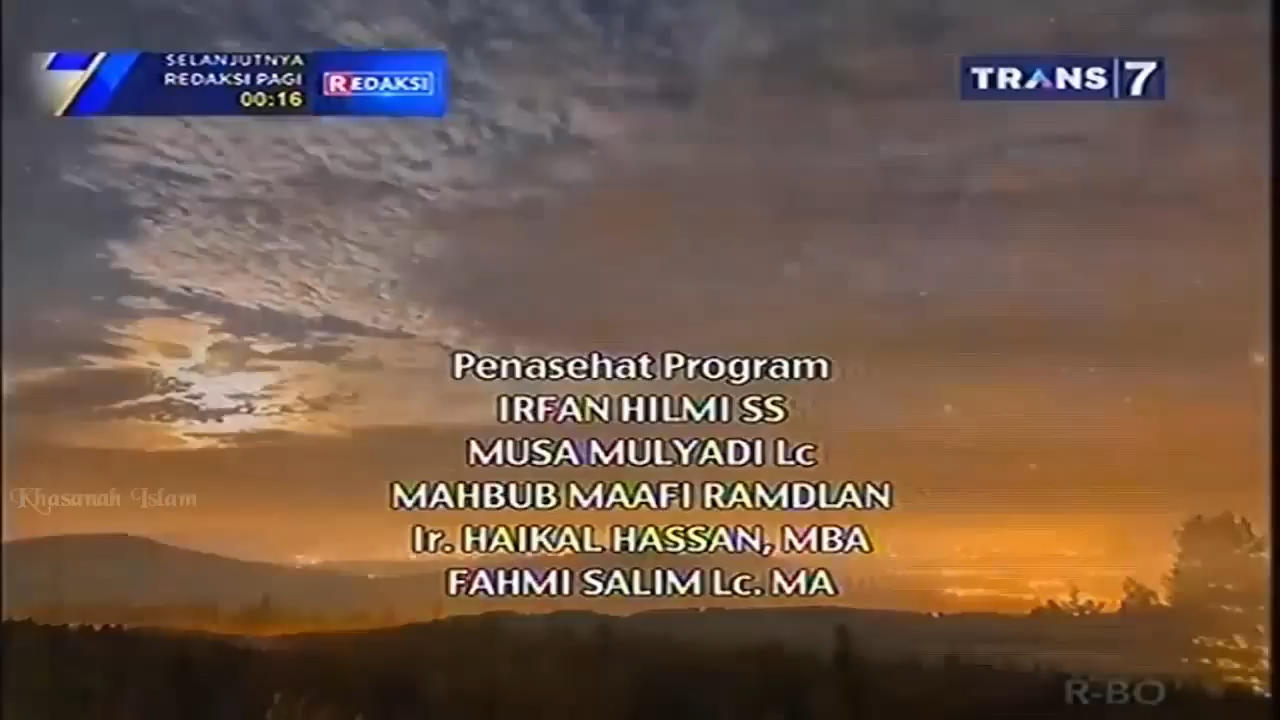 SELANJUTNYA
REDAKSI PAGI
00:16
REDAKSI
TRANS|7
Penasehat Program
IRFAN HILMI SS
MUSA MULYADI Lc
MAHBUB MAAFI RAMDLAN
Khasanah Islam
Ir. HAIKAL HASSAN, MBA
FAHMI SALIM Lc. MA
R-BO